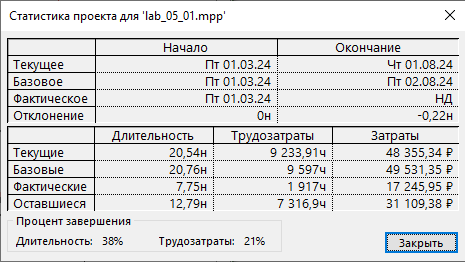 Статистика проекта для 'lab_05_01.mpp'
Начало Окончание
Текущее Пт 01.03.24 Чт 01.08.24
Базовое Пт 01.03.24 Пт 02.08.24
Фактическое Пт 01.03.24 НД
Отклонение 0н -0,22н
Длительность Трудозатраты Затраты
Текущие 20,54н 9 233,91ч 48 355,34 ₽
Базовые 20,76н 9 597ч 49 531,35 ₽
Фактические 7,75н 1 917ч 17 245,95 ₽
Оставшиеся 12,79н 7 316,9ч 31 109,38 ₽
Процент завершения
Длительность: 38% Трудозатраты: 21%
Закрыть